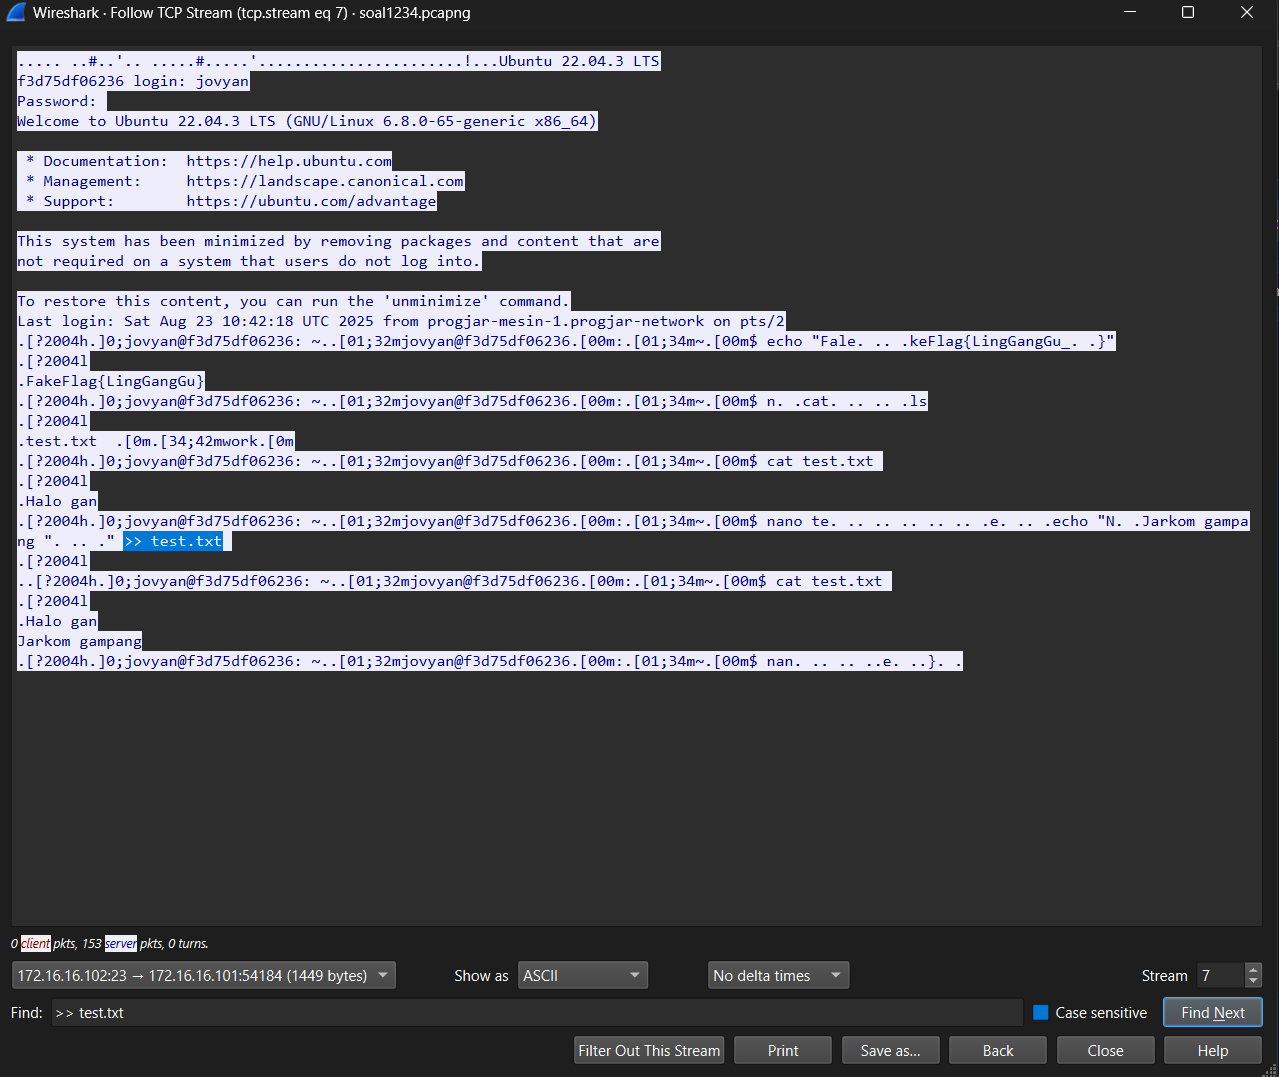 Wireshark · Follow TCP Stream (tcp.stream eq 7) · soal1234.pcapng
..... ..#..'.. .....#.....'.......................!...Ubuntu 22.04.3 LTS
f3d75df06236 login: jovyan
Password:
Welcome to Ubuntu 22.04.3 LTS (GNU/Linux 6.8.0-65-generic x86_64)
* Documentation:  https://help.ubuntu.com
* Management:     https://landscape.canonical.com
* Support:        https://ubuntu.com/advantage
This system has been minimized by removing packages and content that are
not required on a system that users do not log into.
To restore this content, you can run the 'unminimize' command.
Last login: Sat Aug 23 10:42:18 UTC 2025 from progjar-mesin-1.progjar-network on pts/2
.[?2004h.]0;jovyan@f3d75df06236: ~..[01;32mjovyan@f3d75df06236.[00m:.[01;34m~.[00m$ echo "Fale. .. .keFlag{LingGangGu_. .}"
.[?2004l
.FakeFlag{LingGangGu}
.[?2004h.]0;jovyan@f3d75df06236: ~..[01;32mjovyan@f3d75df06236.[00m:.[01;34m~.[00m$ n. .cat. .. .. .ls
.[?2004l
.test.txt  .[0m.[34;42mwork.[0m
.[?2004h.]0;jovyan@f3d75df06236: ~..[01;32mjovyan@f3d75df06236.[00m:.[01;34m~.[00m$ cat test.txt
.[?2004l
.Halo gan
.[?2004h.]0;jovyan@f3d75df06236: ~..[01;32mjovyan@f3d75df06236.[00m:.[01;34m~.[00m$ nano te. .. .. .. .. .. .. .e. .. .echo "N. .Jarkom gampa
ng ". .. ." >> test.txt
.[?2004l
..[?2004h.]0;jovyan@f3d75df06236: ~..[01;32mjovyan@f3d75df06236.[00m:.[01;34m~.[00m$ cat test.txt
.[?2004l
.Halo gan
Jarkom gampang
.[?2004h.]0;jovyan@f3d75df06236: ~..[01;32mjovyan@f3d75df06236.[00m:.[01;34m~.[00m$ nan. .. .. ..e. ..}. .
0 client pkts, 153 server pkts, 0 turns.
172.16.16.102:23 → 172.16.16.101:54184 (1449 bytes) Show as ASCII No delta times Stream 7
Find: >> test.txt Case sensitive Find Next
Filter Out This Stream Print Save as... Back Close Help